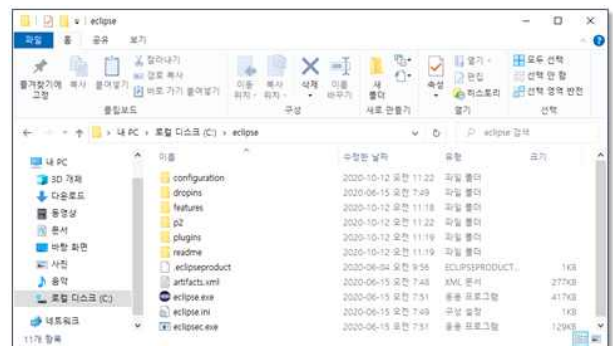 eclipse
파일 홈 공유 보기
즐겨찾기에 고정
복사
붙여넣기
잘라내기
경로 복사
바로 가기 붙여넣기
클립보드
이동 위치
복사 위치
삭제
이름 바꾸기
구성
새 폴더
새로 만들기
속성
열기
편집
히스토리
열기
모두 선택
선택 안 함
선택 영역 반전
선택
내 PC > 로컬 디스크 (C:) > eclipse
eclipse 검색
내 PC
3D 개체
다운로드
동영상
문서
바탕 화면
사진
음악
로컬 디스크 (C:)
네트워크
이름 수정한 날짜 유형 크기
configuration 2020-10-12 오전 11:22 파일 폴더
dropins 2020-06-15 오전 7:49 파일 폴더
features 2020-10-12 오전 11:18 파일 폴더
p2 2020-10-12 오전 11:22 파일 폴더
plugins 2020-10-12 오전 11:19 파일 폴더
readme 2020-10-12 오전 11:19 파일 폴더
.eclipseproduct 2020-06-04 오전 9:56 ECLIPSEPRODUCT... 1KB
artifacts.xml 2020-06-15 오전 7:48 XML 문서 277KB
eclipse.exe 2020-06-15 오전 7:51 응용 프로그램 417KB
eclipse.ini 2020-06-15 오전 7:49 구성 설정 1KB
eclipsec.exe 2020-06-15 오전 7:51 응용 프로그램 129KB
11개 항목